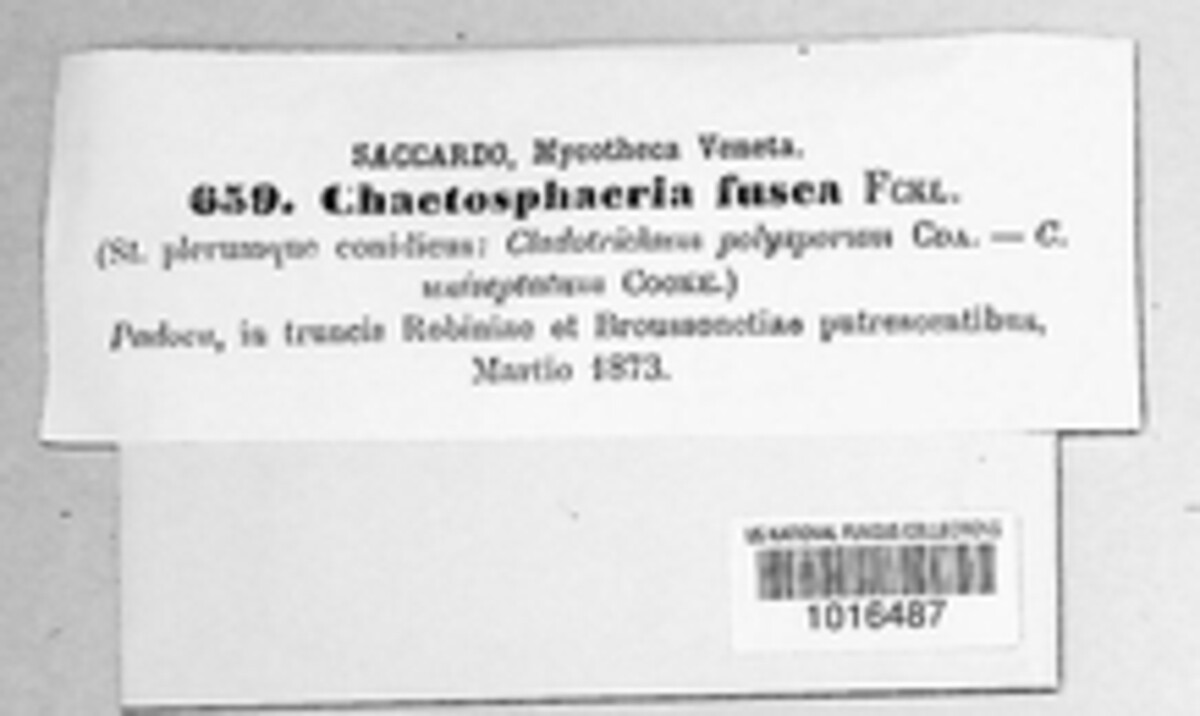 SACCARDO, Mycotheca Veneta.
659. Chaetosphaeria fusca FCKL.
(St. plerumque conidicus: Cladotrichum polysporum CDA. — C.
uniseptatum COOKE.)
Padova, in truncis Robiniae et Broussonetiae putrescentibus,
Martio 1873.
US NATIONAL FUNGUS COLLECTIONS
1016487